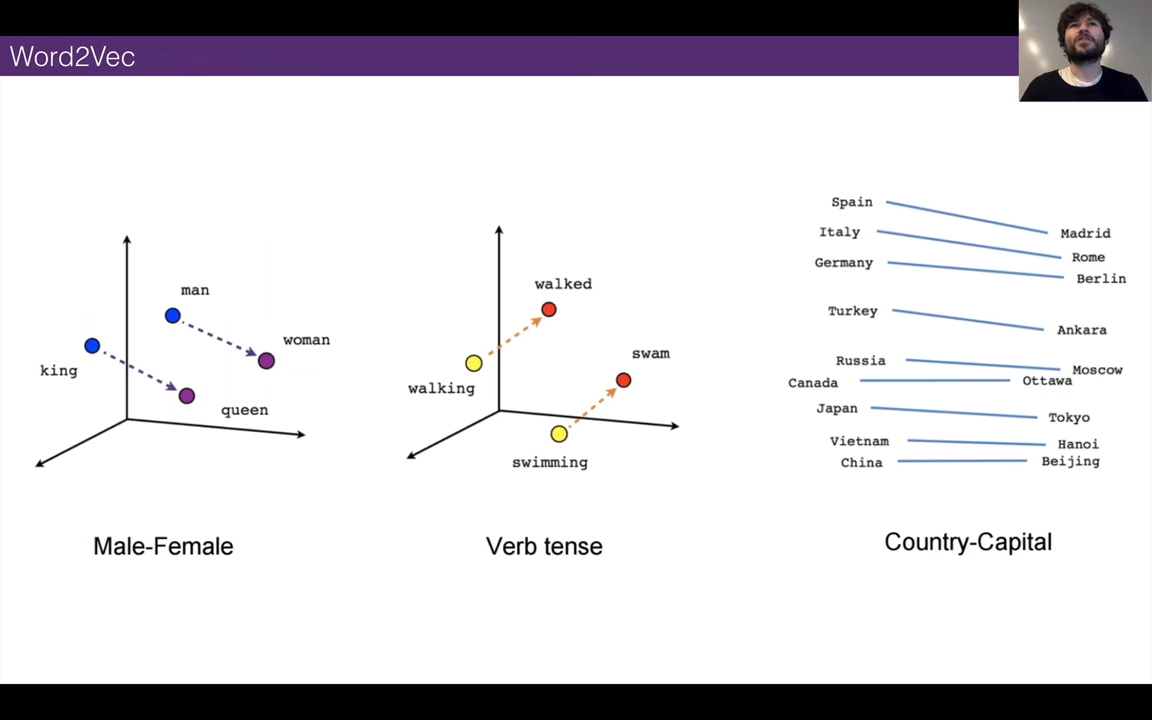 Word2Vec
man
woman
king
queen
Male-Female
walked
swam
walking
swimming
Verb tense
Spain Madrid
Italy Rome
Germany Berlin
Turkey Ankara
Russia Moscow
Canada Ottawa
Japan Tokyo
Vietnam Hanoi
China Beijing
Country-Capital